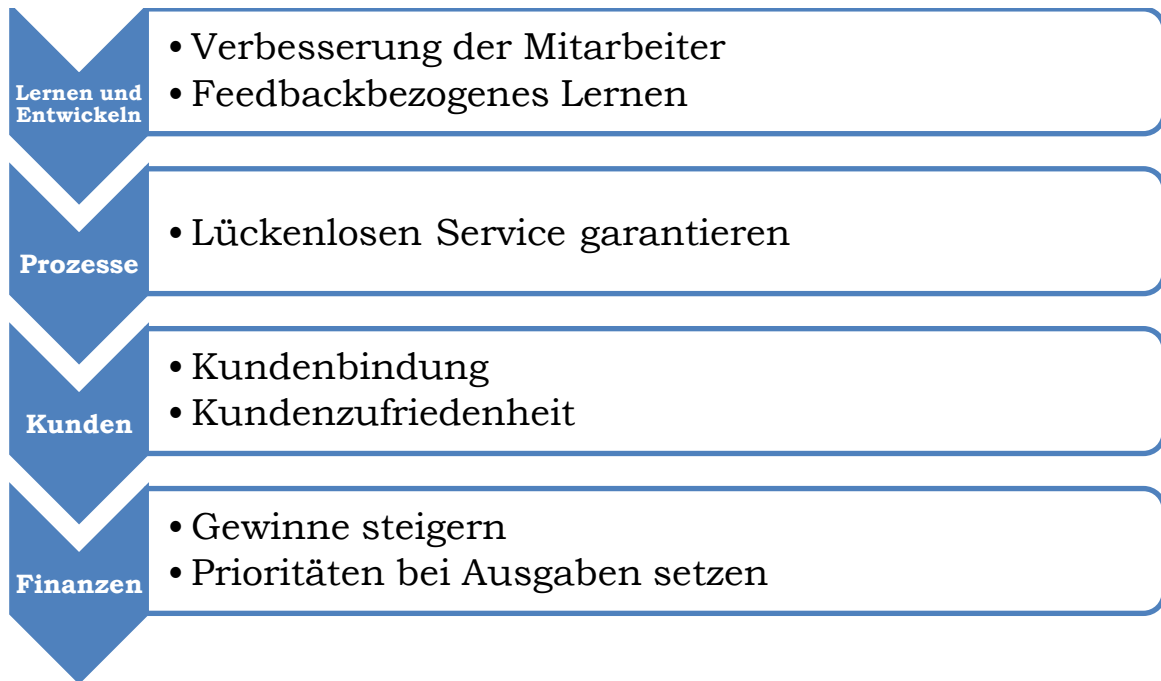 Lernen und
Entwickeln
• Verbesserung der Mitarbeiter
• Feedbackbezogenes Lernen
Prozesse
• Lückenlosen Service garantieren
Kunden
• Kundenbindung
• Kundenzufriedenheit
Finanzen
• Gewinne steigern
• Prioritäten bei Ausgaben setzen